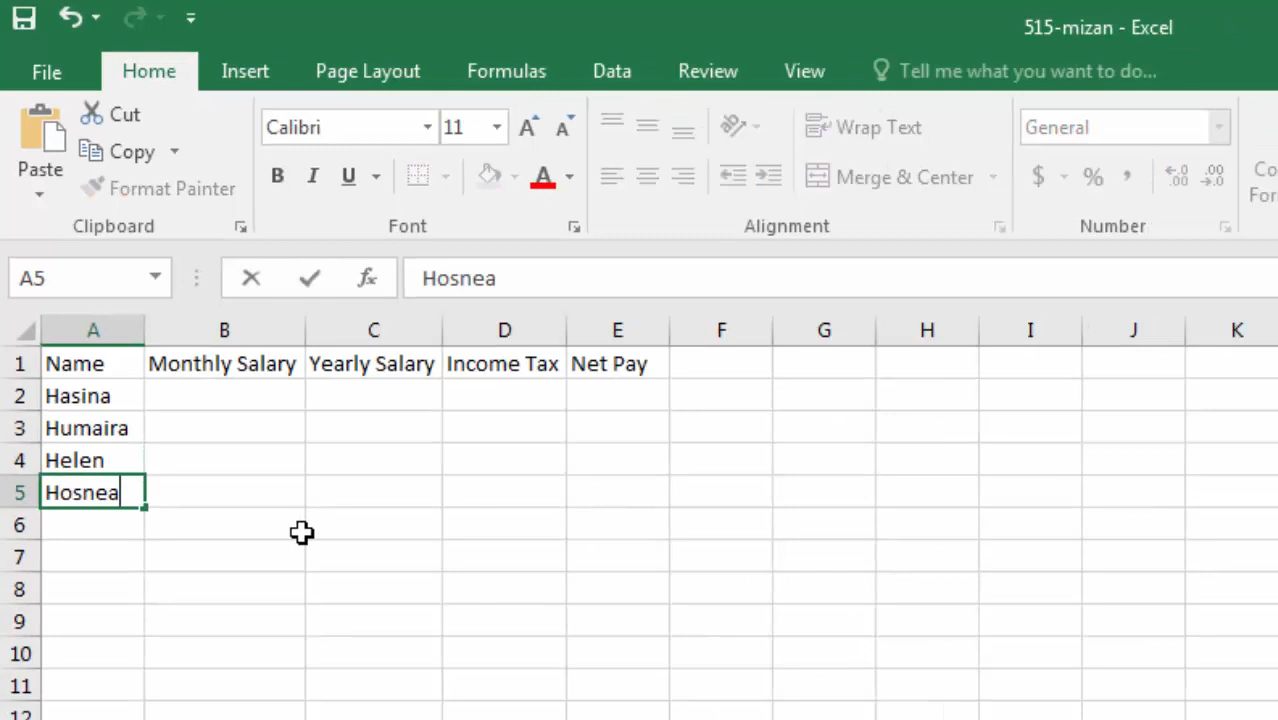 515-mizan - Excel
File Home Insert Page Layout Formulas Data Review View Tell me what you want to do...
Cut
Calibri 11 A A Wrap Text General
Copy
Paste B I U A Merge & Center $ % , .00
Format Painter
Clipboard Font Alignment Number
A5 fx Hosnea
A B C D E F G H I J K
1 Name Monthly Salary Yearly Salary Income Tax Net Pay
2 Hasina
3 Humaira
4 Helen
5 Hosnea
6
7
8
9
10
11
12